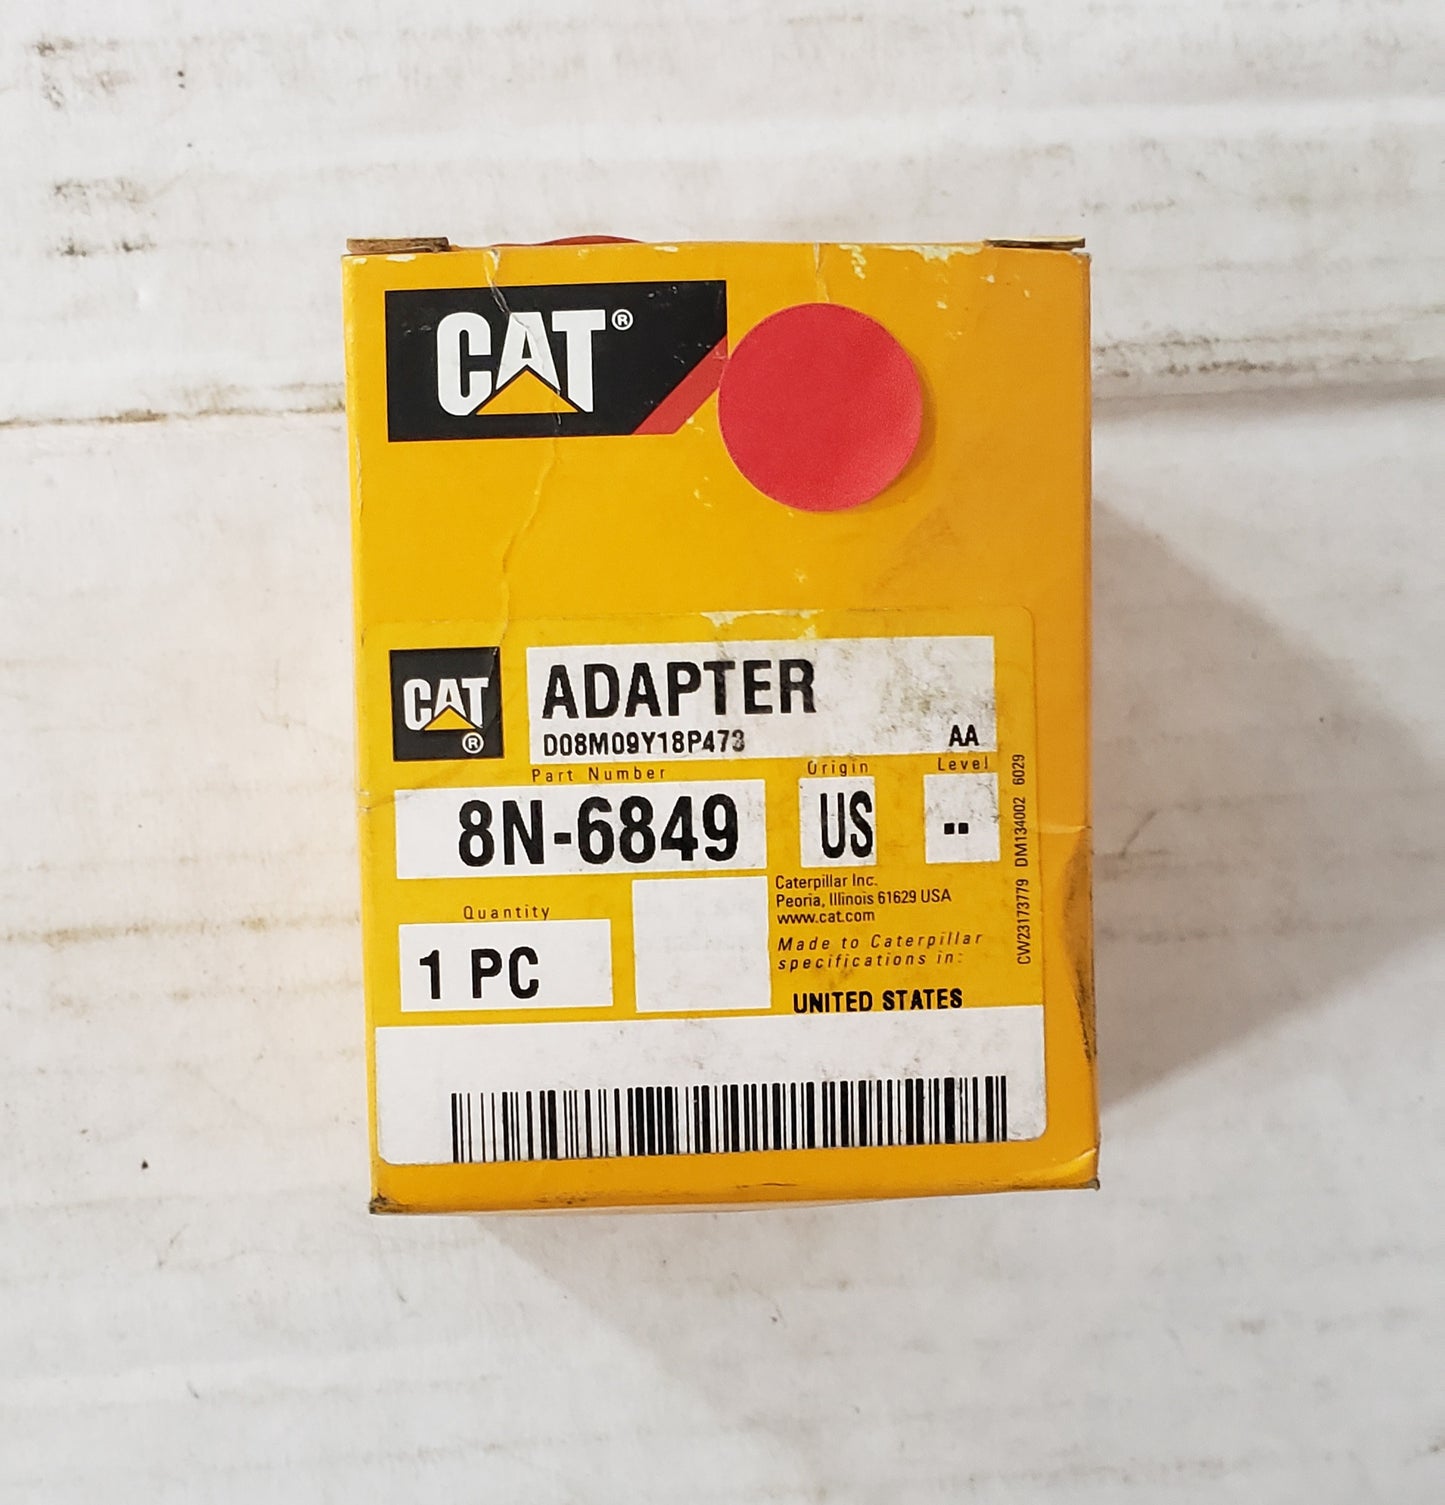 CAT®
CAT®
ADAPTER
D08M09Y18P473
AA
Part Number
Origin
Level
8N-6849
US
--
Quantity
1 PC
Caterpillar Inc.
Peoria, Illinois 61629 USA
www.cat.com
Made to Caterpillar
specifications in:
UNITED STATES
CW23173779 DM134002 6029